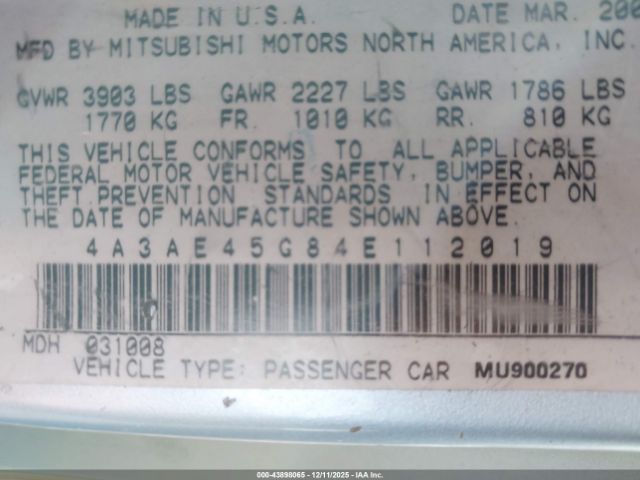 MADE IN U.S.A. DATE MAR. 200
MFD BY MITSUBISHI MOTORS NORTH AMERICA, INC.
GVWR 3903 LBS GAWR 2227 LBS GAWR 1786 LBS
1770 KG FR. 1010 KG RR. 810 KG
THIS VEHICLE CONFORMS TO ALL APPLICABLE
FEDERAL MOTOR VEHICLE SAFETY, BUMPER, AND
THEFT PREVENTION STANDARDS IN EFFECT ON
THE DATE OF MANUFACTURE SHOWN ABOVE.
4A3AE45G84E112019
MDH 031008
VEHICLE TYPE: PASSENGER CAR MU900270
000-43898065 - 12/11/2025 - IAA Inc.